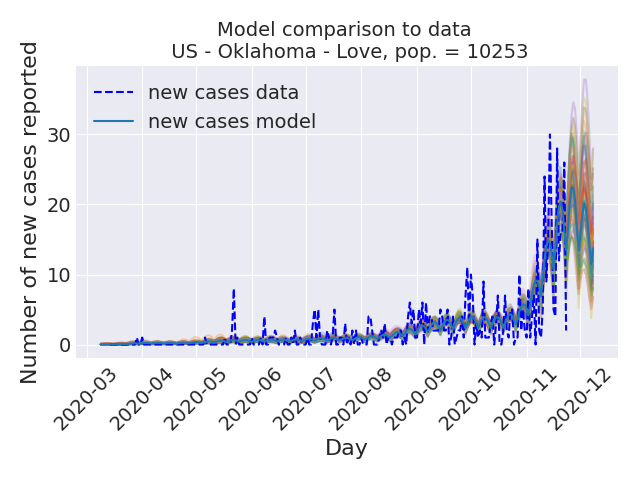 Model comparison to data
US - Oklahoma - Love, pop. = 10253
Number of new cases reported
new cases data
new cases model
30
20
10
0
2020-03
2020-04
2020-05
2020-06
2020-07
2020-08
2020-09
2020-10
2020-11
2020-12
Day